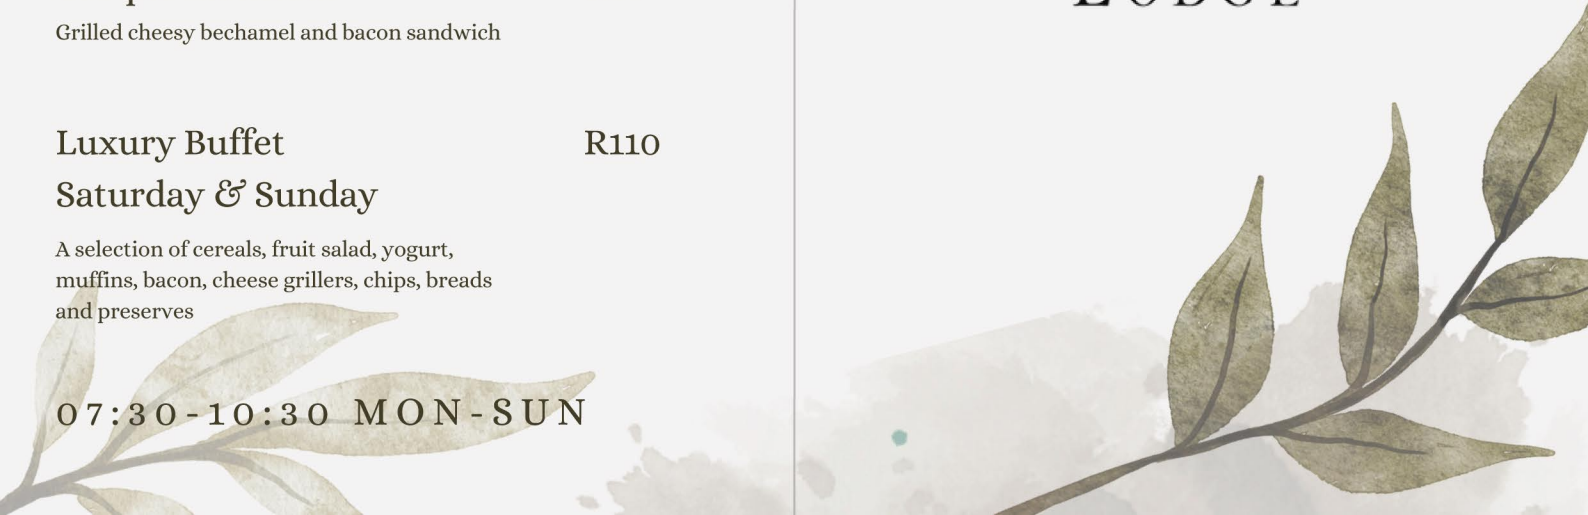 Grilled cheesy bechamel and bacon sandwich
Luxury Buffet R110
Saturday & Sunday
A selection of cereals, fruit salad, yogurt,
muffins, bacon, cheese grillers, chips, breads
and preserves
07:30-10:30 MON-SUN